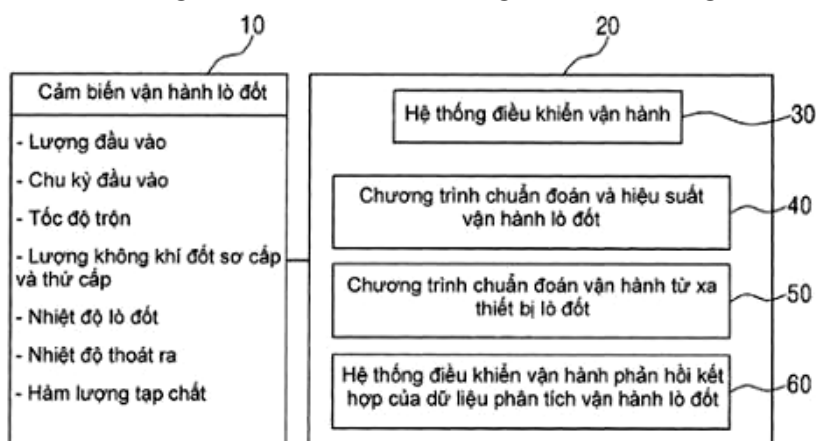 10
20
Cảm biến vận hành lò đốt
- Lượng đầu vào
- Chu kỳ đầu vào
- Tốc độ trộn
- Lượng không khí đốt sơ cấp
và thứ cấp
- Nhiệt độ lò đốt
- Nhiệt độ thoát ra
- Hàm lượng tạp chất
Hệ thống điều khiển vận hành
30
Chương trình chuẩn đoán và hiệu suất
vận hành lò đốt
40
Chương trình chuẩn đoán vận hành từ xa
thiết bị lò đốt
50
Hệ thống điều khiển vận hành phản hồi kết
hợp của dữ liệu phân tích vận hành lò đốt
60